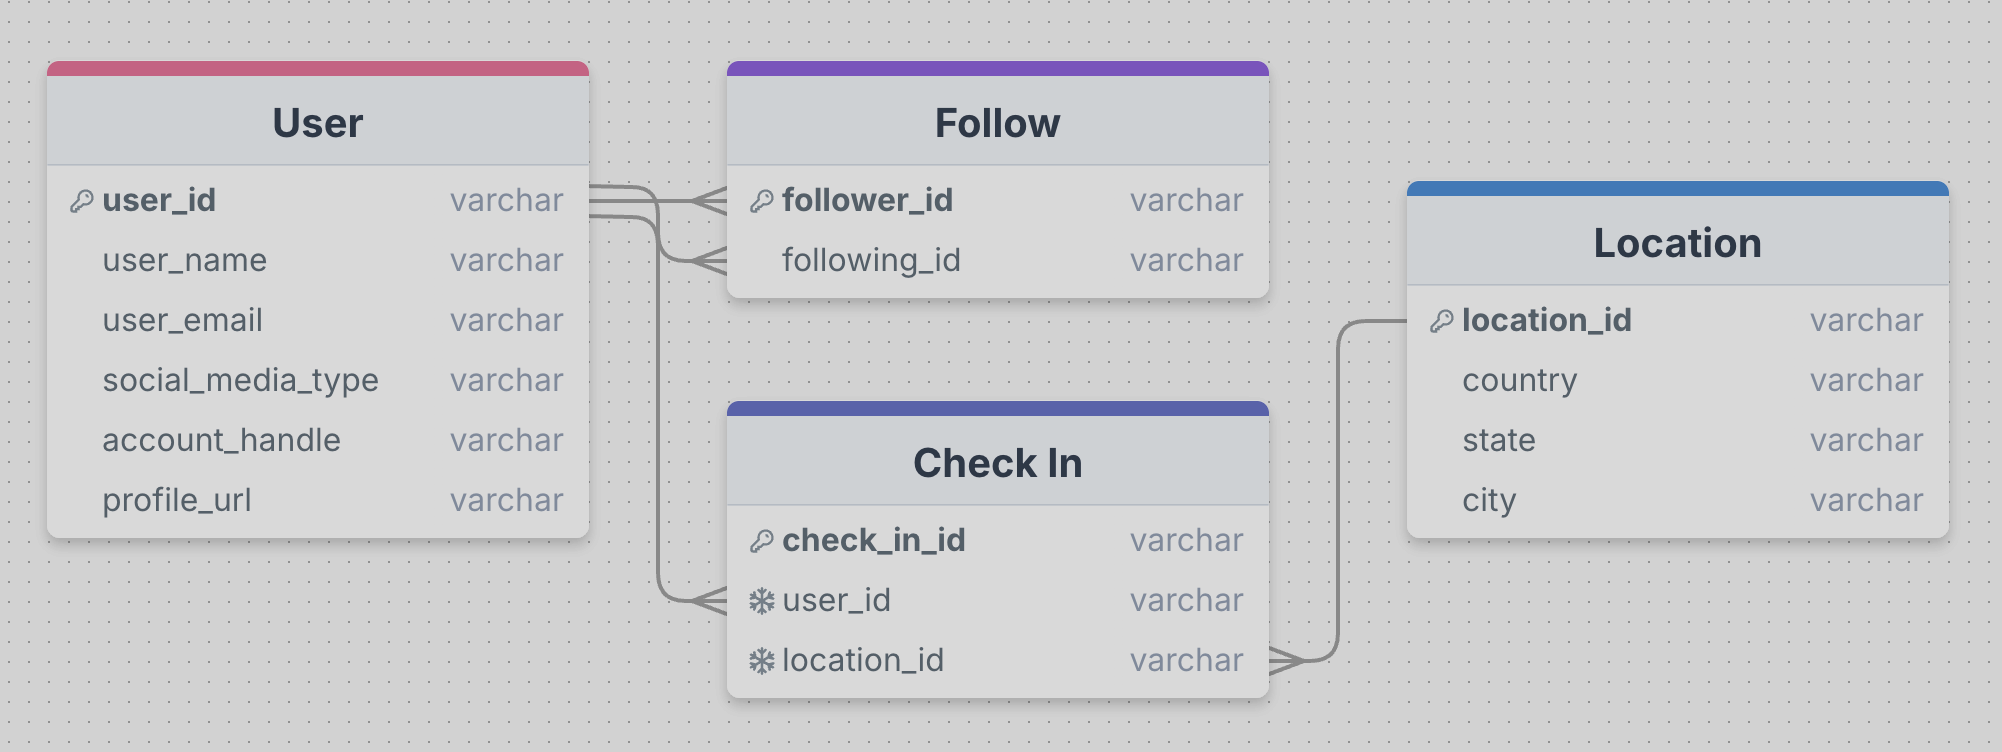 User
user_id varchar
user_name varchar
user_email varchar
social_media_type varchar
account_handle varchar
profile_url varchar
Follow
follower_id varchar
following_id varchar
Check In
check_in_id varchar
user_id varchar
location_id varchar
Location
location_id varchar
country varchar
state varchar
city varchar